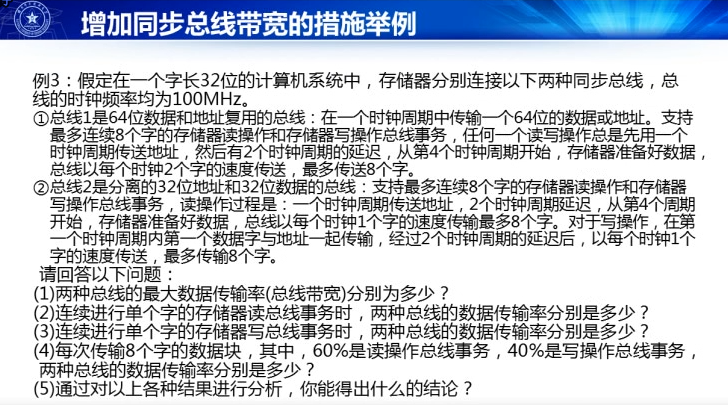 增加同步总线带宽的措施举例
例3：假定在一个字长32位的计算机系统中，存储器分别连接以下两种同步总线，总
线的时钟频率均为100MHz。
①总线1是64位数据和地址复用的总线：在一个时钟周期中传输一个64位的数据或地址。支持
最多连续8个字的存储器读操作和存储器写操作总线事务，任何一个读写操作总是先用一个
时钟周期传送地址，然后有2个时钟周期的延迟，从第4个时钟周期开始，存储器准备好数据，
总线以每个时钟2个字的速度传送，最多传送8个字。
②总线2是分离的32位地址和32位数据的总线：支持最多连续8个字的存储器读操作和存储器
写操作总线事务，读操作过程是：一个时钟周期传送地址，2个时钟周期延迟，从第4个周期
开始，存储器准备好数据，总线以每个时钟1个字的速度传输最多8个字。对于写操作，在第
一个时钟周期内第一个数据字与地址一起传输，经过2个时钟周期的延迟后，以每个时钟1个
字的速度传送，最多传输8个字。
请回答以下问题：
(1)两种总线的最大数据传输率(总线带宽)分别为多少？
(2)连续进行单个字的存储器读总线事务时，两种总线的数据传输率分别是多少？
(3)连续进行单个字的存储器写总线事务时，两种总线的数据传输率分别是多少？
(4)每次传输8个字的数据块，其中，60%是读操作总线事务，40%是写操作总线事务，
两种总线的数据传输率分别是多少？
(5)通过对以上各种结果进行分析，你能得出什么的结论？